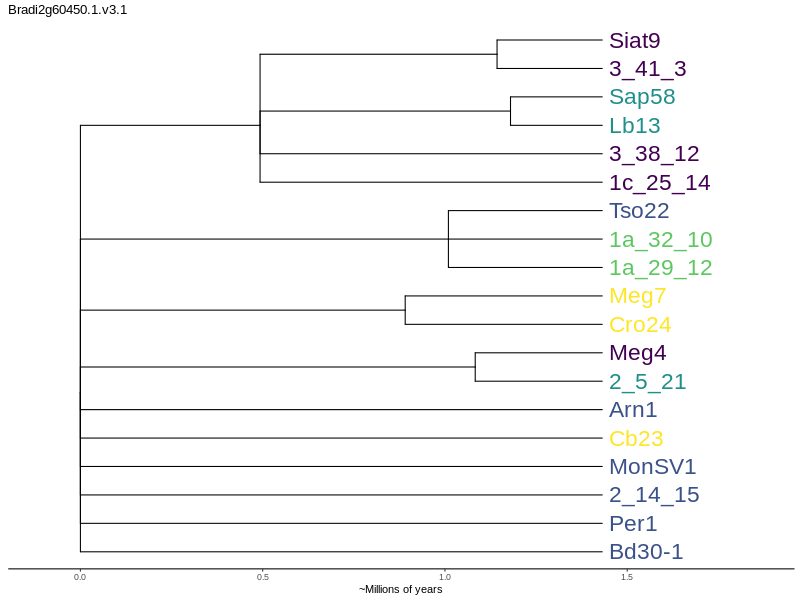 Bradi2g60450.1.v3.1
Siat9
3_41_3
Sap58
Lb13
3_38_12
1c_25_14
Tso22
1a_32_10
1a_29_12
Meg7
Cro24
Meg4
2_5_21
Arn1
Cb23
MonSV1
2_14_15
Per1
Bd30-1
0.0 0.5 1.0 1.5
~Millions of years